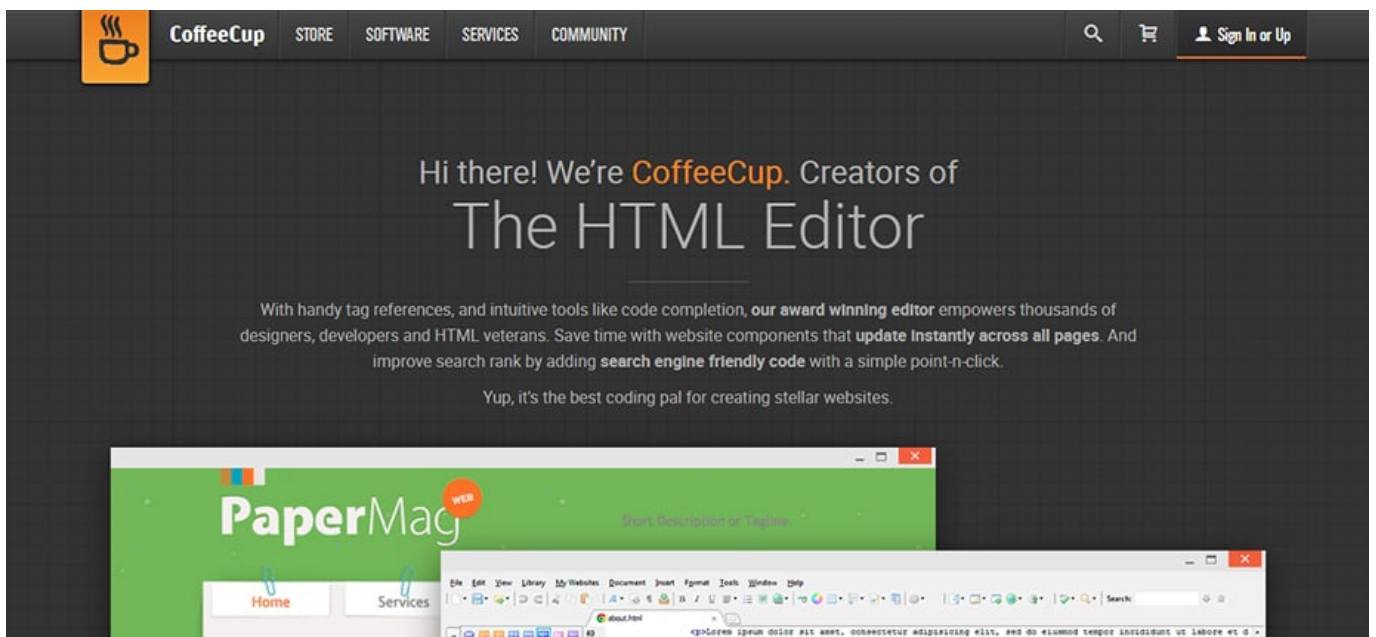 CoffeeCup STORE SOFTWARE SERVICES COMMUNITY Sign In or Up
Hi there! We're CoffeeCup. Creators of
The HTML Editor
With handy tag references, and intuitive tools like code completion, our award winning editor empowers thousands of
designers, developers and HTML veterans. Save time with website components that update instantly across all pages. And
improve search rank by adding search engine friendly code with a simple point-n-click.
Yup, it's the best coding pal for creating stellar websites.
PaperMag WEB
Short Description or Tagline
Home Services
File Edit View Library My Websites Document Insert Format Tools Window Help
Search:
about.html
<p>Lorem ipsum dolor sit amet, consectetur adipisicing elit, sed do eiusmod tempor incididunt ut labore et d